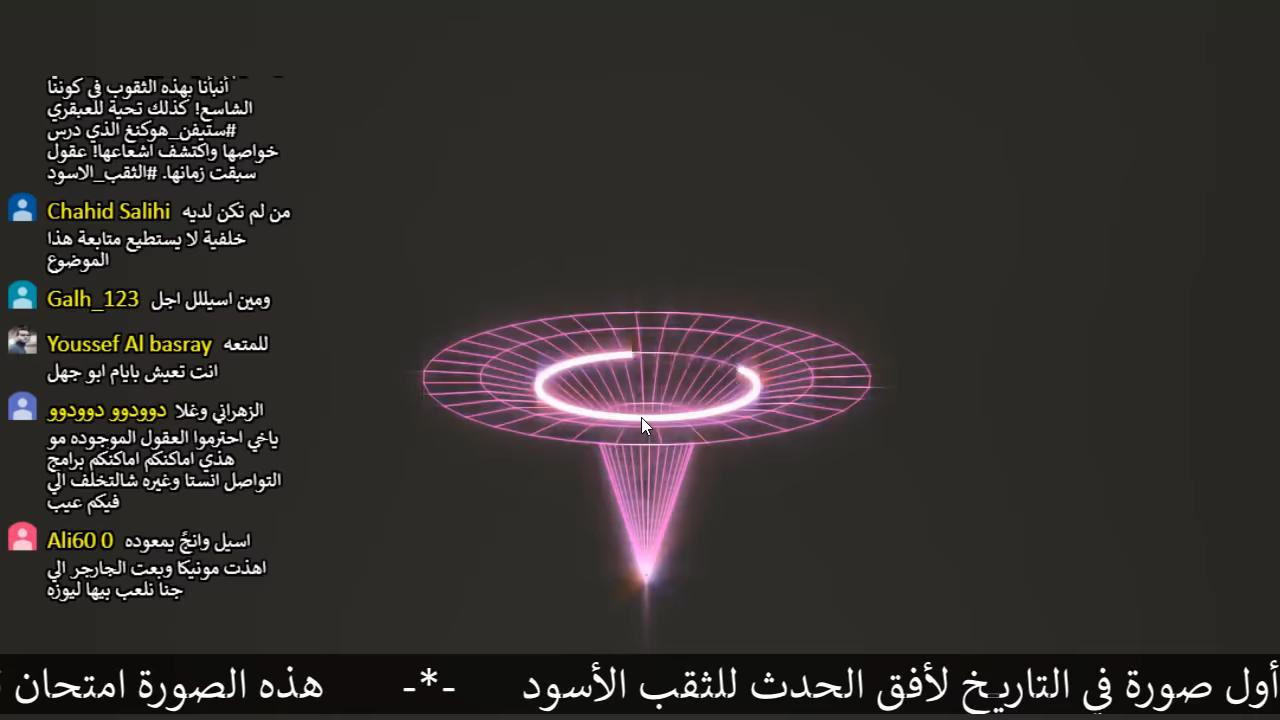 أنبأنا بهذه الثقوب في كوننا
الشاسع! كذلك تحية للعبقري
#ستيفن_هوكنغ الذي درس
خواصها واكتشف اشعاعها! عقول
سبقت زمانها. #الثقب_الاسود
Chahid Salihi من لم تكن لديه
خلفية لا يستطيع متابعة هذا
الموضوع
Galh_123 ومين اسيللل اجل
Youssef Al basray للمتعه
انت تعيش بايام ابو جهل
دوودوو دوودوو الزهراني وغلا
ياخي احترموا العقول الموجوده مو
هذي اماكنكم اماكنكم برامج
التواصل انستا وغيره شالتخلف الي
فيكم عيب
Ali60 0 اسيل وانجً يمعوده
اهذت مونيكا وبعت الجارجر الي
جنا نلعب بيها ليوزه
أول صورة في التاريخ لأفق الحدث للثقب الأسود -*- هذه الصورة امتحان